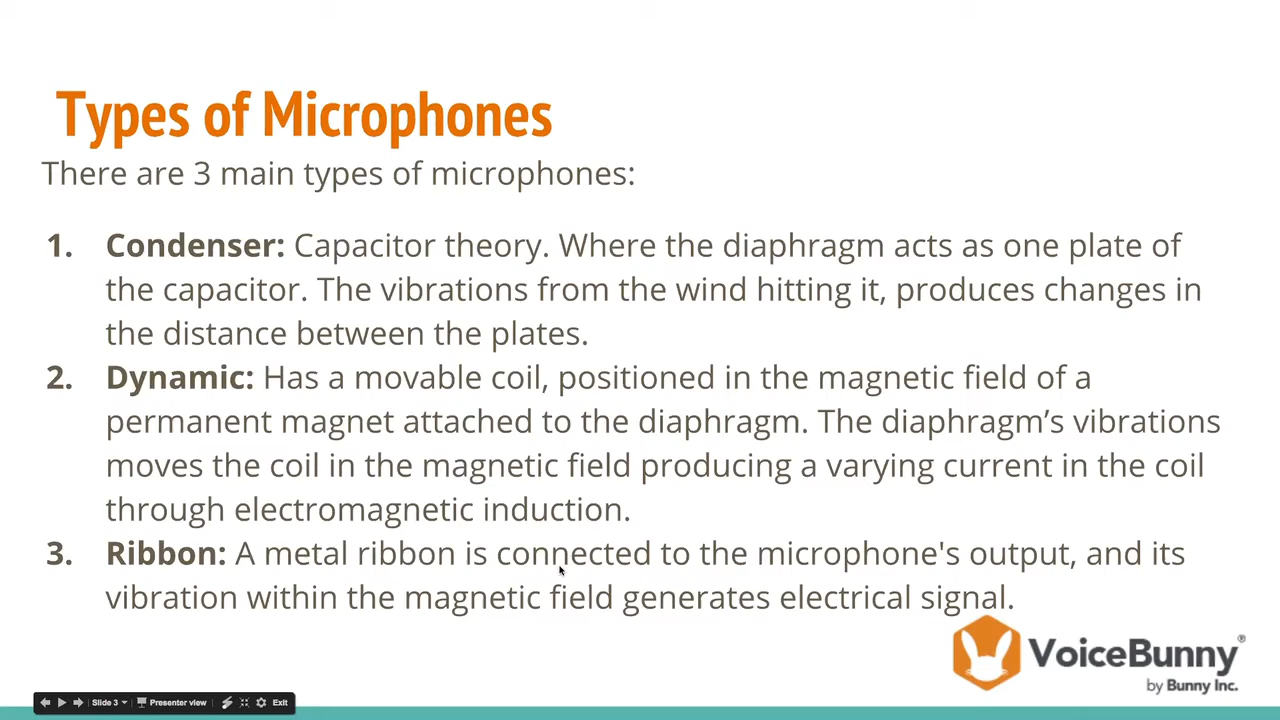 Types of Microphones
There are 3 main types of microphones:
1. Condenser: Capacitor theory. Where the diaphragm acts as one plate of
the capacitor. The vibrations from the wind hitting it, produces changes in
the distance between the plates.
2. Dynamic: Has a movable coil, positioned in the magnetic field of a
permanent magnet attached to the diaphragm. The diaphragm’s vibrations
moves the coil in the magnetic field producing a varying current in the coil
through electromagnetic induction.
3. Ribbon: A metal ribbon is connected to the microphone's output, and its
vibration within the magnetic field generates electrical signal.
VoiceBunny®
by Bunny Inc.
Slide 3 Presenter view Exit